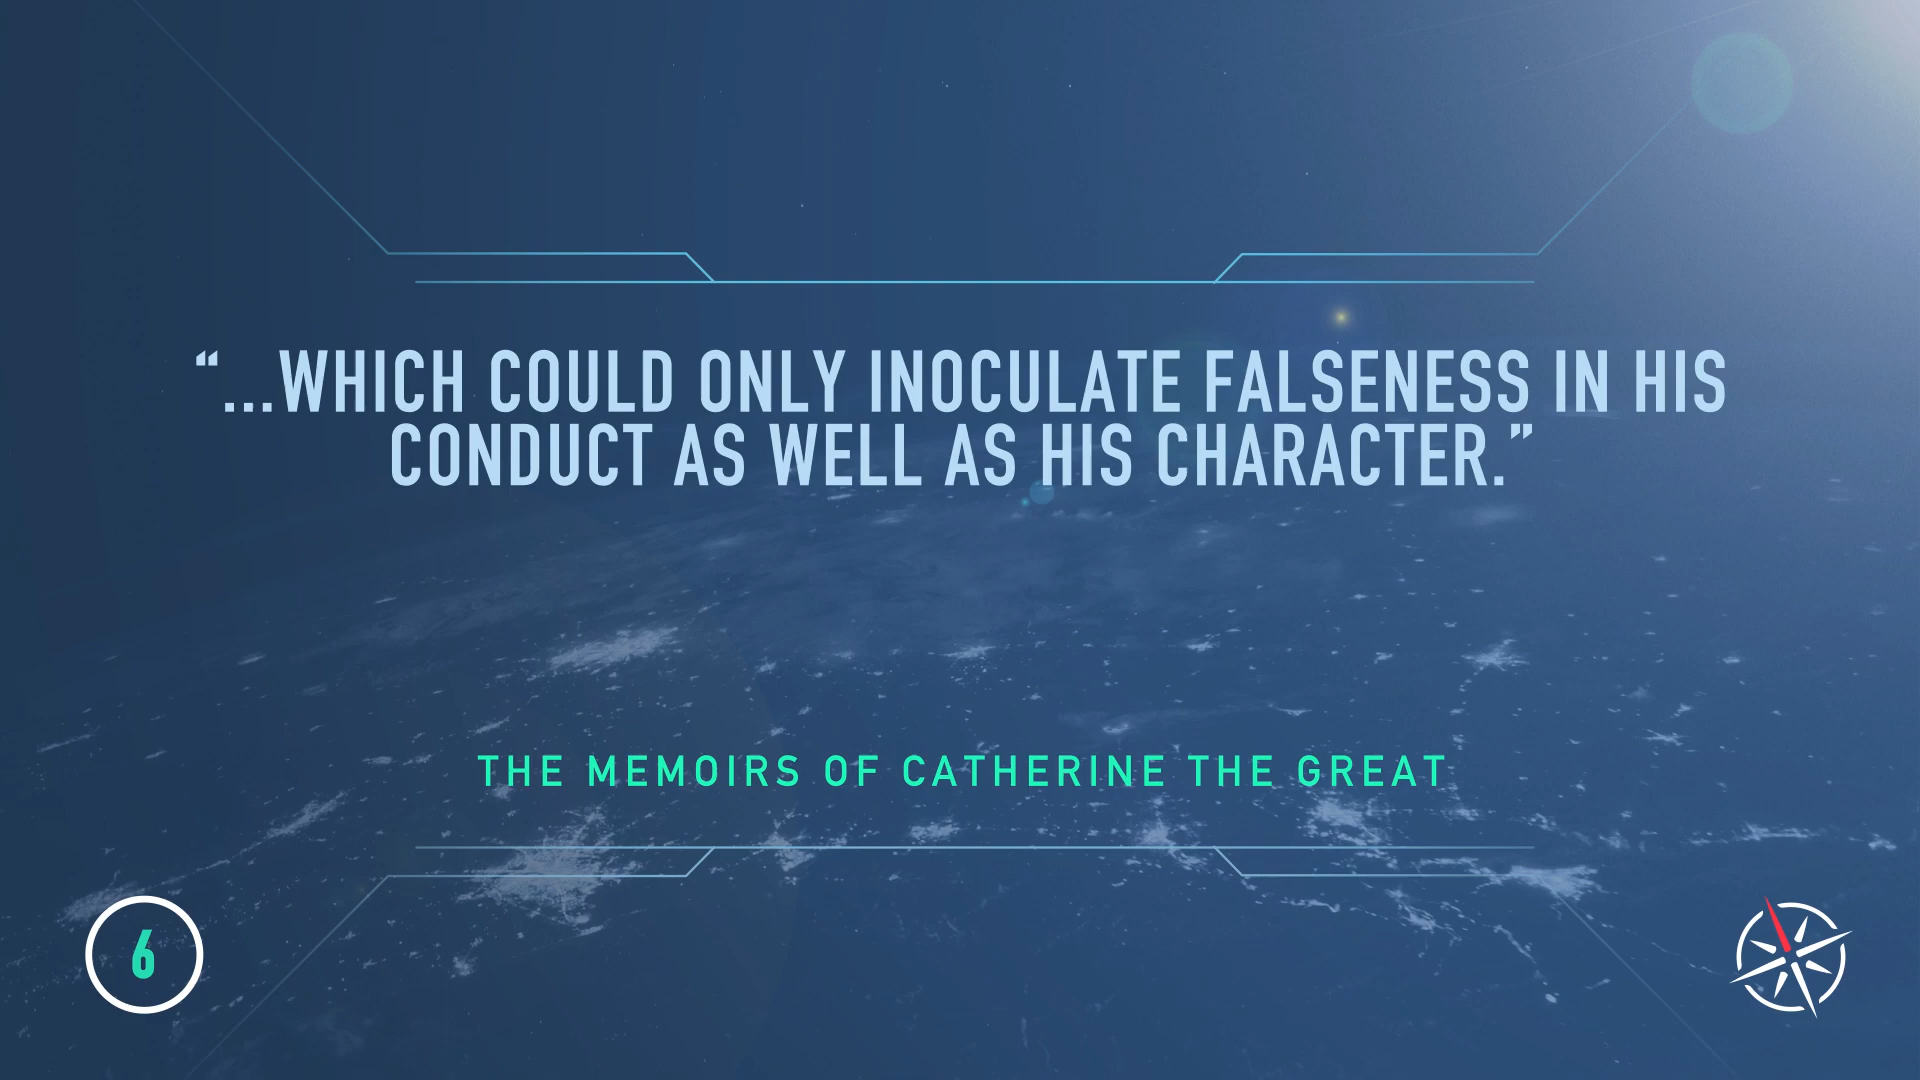 “...WHICH COULD ONLY INOCULATE FALSENESS IN HIS
CONDUCT AS WELL AS HIS CHARACTER.”
THE MEMOIRS OF CATHERINE THE GREAT
6